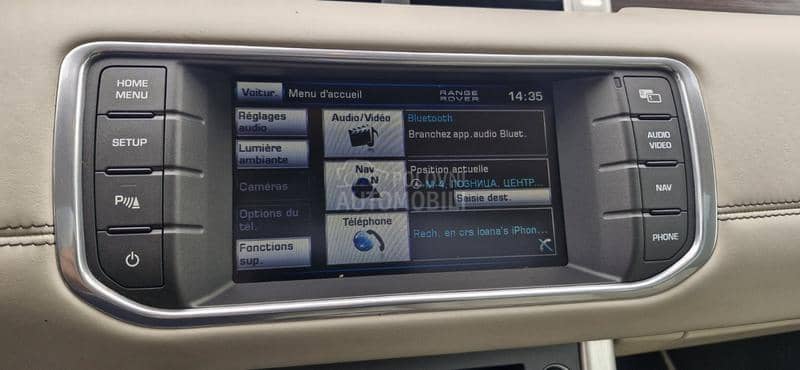 HOME
MENU
SETUP
P
AUDIO
VIDEO
NAV
PHONE
Voitur. Menu d'accueil RANGE ROVER 14:35
Réglages
audio
Lumière
ambiante
Caméras
Options du
tél.
Fonctions
sup.
Audio/Vidéo
Bluetooth
Branchez app.audio Bluet.
Nav
N
Position actuelle
М-4, ПОЗНИЦА, ЦЕНТР...
Saisie dest.
Téléphone
Rech. en crs ioana's iPhon...
POLOVNI
AUTOMOBILI